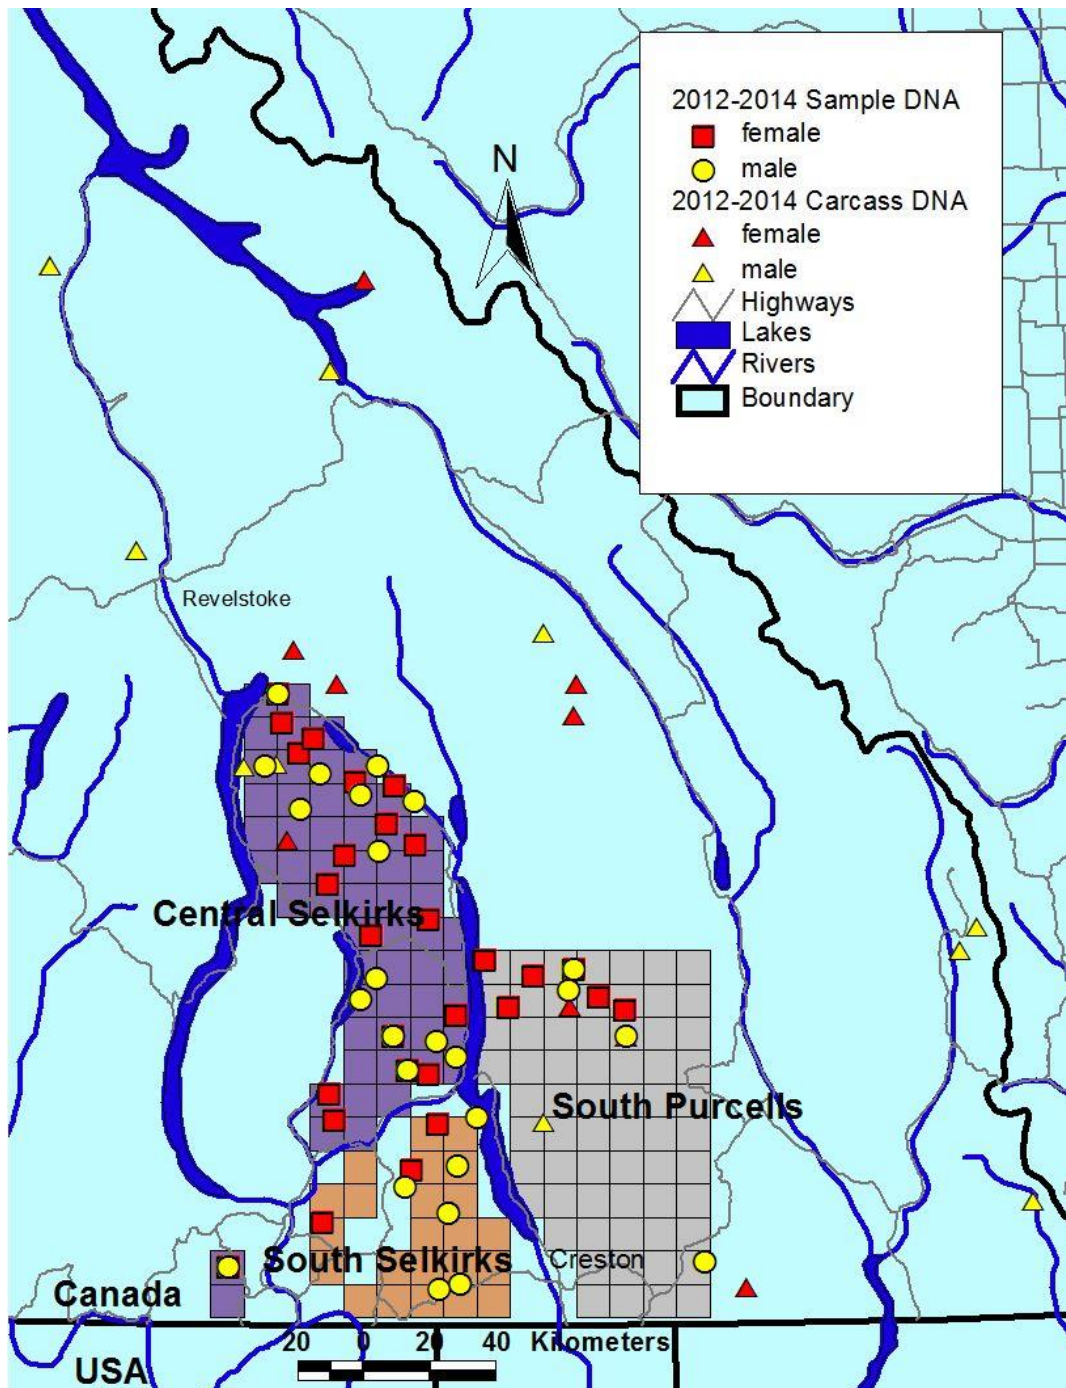 2012-2014 Sample DNA
female
male
2012-2014 Carcass DNA
female
male
Highways
Lakes
Rivers
Boundary
N
Revelstoke
Central Selkirks
South Purcells
South Selkirks
Creston
Canada
20 0 20 40 Kilometers
USA